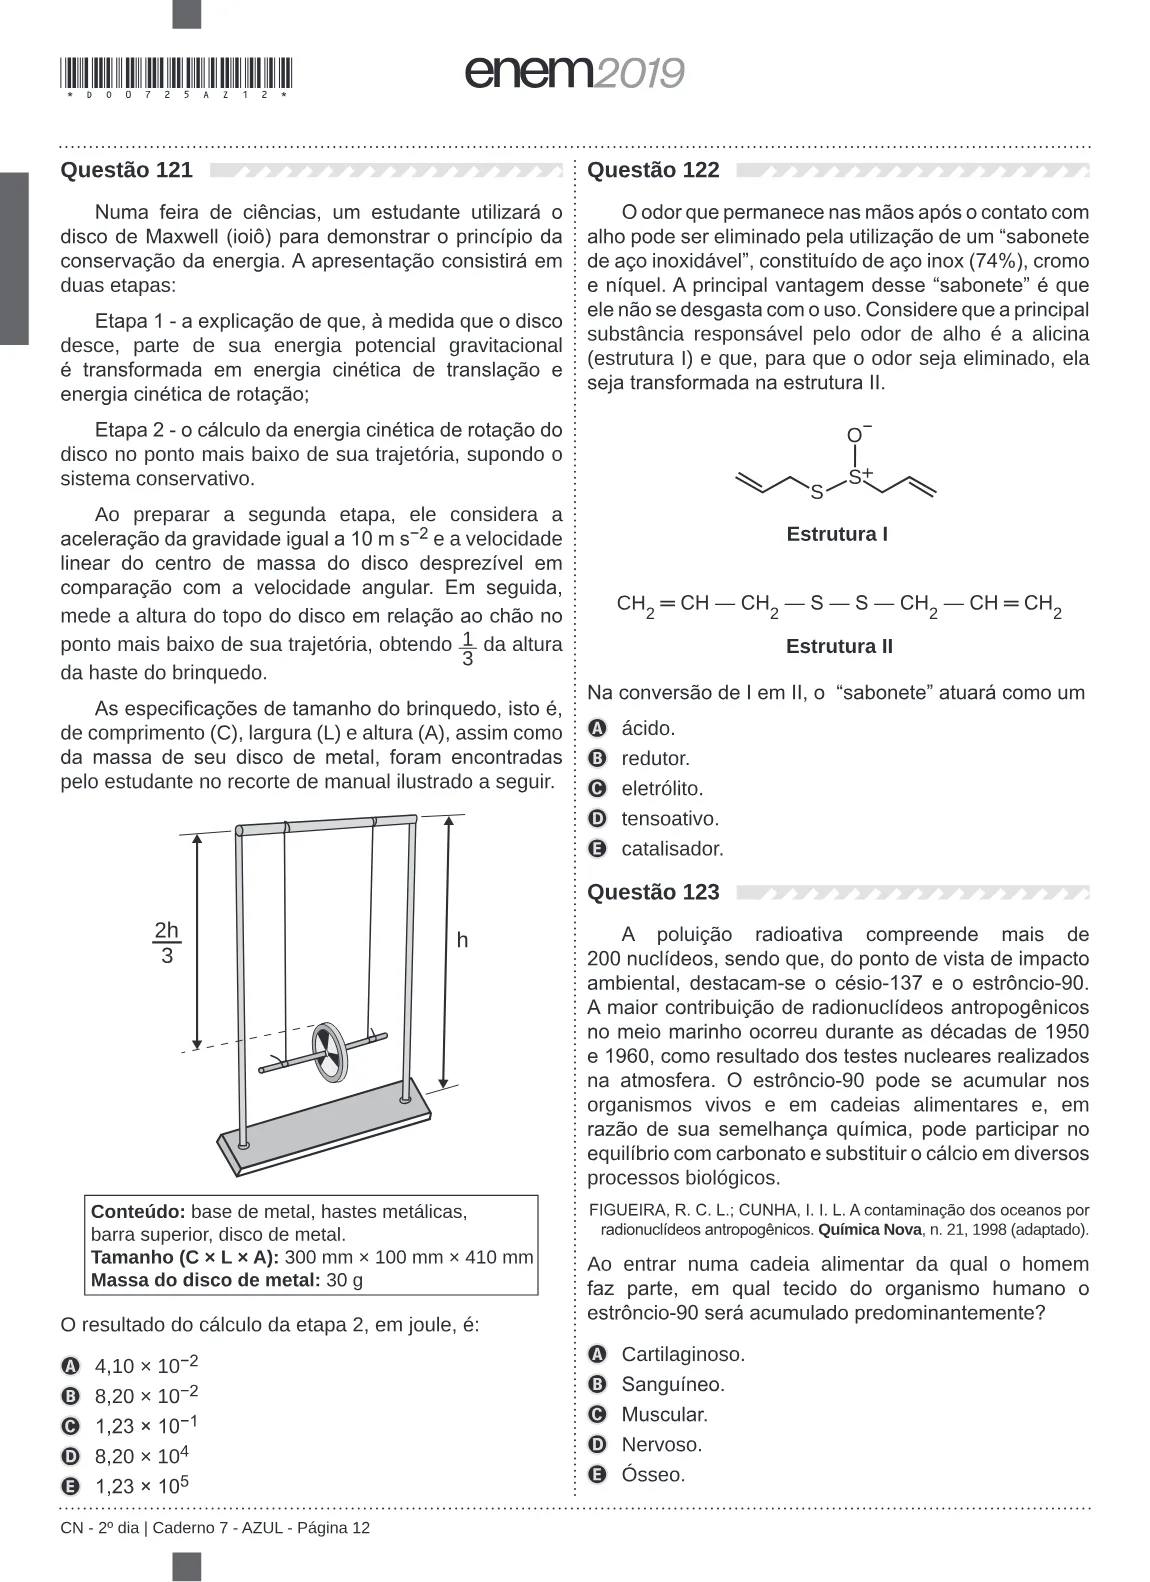 *D0072​5AZ12*
enem2019
Questão 121
Numa feira de ciências, um estudante utilizará o
disco de Maxwell (ioiô) para demonstrar o princípio da
conservação da energia. A apresentação consistirá em
duas etapas:
Etapa 1 - a explicação de que, à medida que o disco
desce, parte de sua energia potencial gravitacional
é transformada em energia cinética de translação e
energia cinética de rotação;
Etapa 2 - o cálculo da energia cinética de rotação do
disco no ponto mais baixo de sua trajetória, supondo o
sistema conservativo.
Ao preparar a segunda etapa, ele considera a
aceleração da gravidade igual a 10 m s⁻² e a velocidade
linear do centro de massa do disco desprezível em
comparação com a velocidade angular. Em seguida,
mede a altura do topo do disco em relação ao chão no
ponto mais baixo de sua trajetória, obtendo 1/3 da altura
da haste do brinquedo.
As especificações de tamanho do brinquedo, isto é,
de comprimento (C), largura (L) e altura (A), assim como
da massa de seu disco de metal, foram encontradas
pelo estudante no recorte de manual ilustrado a seguir.
2h/3
h
Conteúdo: base de metal, hastes metálicas,
barra superior, disco de metal.
Tamanho (C × L × A): 300 mm × 100 mm × 410 mm
Massa do disco de metal: 30 g
O resultado do cálculo da etapa 2, em joule, é:
A 4,10 × 10⁻²
B 8,20 × 10⁻²
C 1,23 × 10⁻¹
D 8,20 × 10⁴
E 1,23 × 10⁵
Questão 122
O odor que permanece nas mãos após o contato com
alho pode ser eliminado pela utilização de um “sabonete
de aço inoxidável”, constituído de aço inox (74%), cromo
e níquel. A principal vantagem desse “sabonete” é que
ele não se desgasta com o uso. Considere que a principal
substância responsável pelo odor de alho é a alicina
(estrutura I) e que, para que o odor seja eliminado, ela
seja transformada na estrutura II.
O⁻
S⁺
S
Estrutura I
CH₂ = CH — CH₂ — S — S — CH₂ — CH = CH₂
Estrutura II
Na conversão de I em II, o “sabonete” atuará como um
A ácido.
B redutor.
C eletrólito.
D tensoativo.
E catalisador.
Questão 123
A poluição radioativa compreende mais de
200 nuclídeos, sendo que, do ponto de vista de impacto
ambiental, destacam-se o césio-137 e o estrôncio-90.
A maior contribuição de radionuclídeos antropogênicos
no meio marinho ocorreu durante as décadas de 1950
e 1960, como resultado dos testes nucleares realizados
na atmosfera. O estrôncio-90 pode se acumular nos
organismos vivos e em cadeias alimentares e, em
razão de sua semelhança química, pode participar no
equilíbrio com carbonato e substituir o cálcio em diversos
processos biológicos.
FIGUEIRA, R. C. L.; CUNHA, I. I. L. A contaminação dos oceanos por
radionuclídeos antropogênicos. Química Nova, n. 21, 1998 (adaptado).
Ao entrar numa cadeia alimentar da qual o homem
faz parte, em qual tecido do organismo humano o
estrôncio-90 será acumulado predominantemente?
A Cartilaginoso.
B Sanguíneo.
C Muscular.
D Nervoso.
E Ósseo.
CN - 2º dia | Caderno 7 - AZUL - Página 12